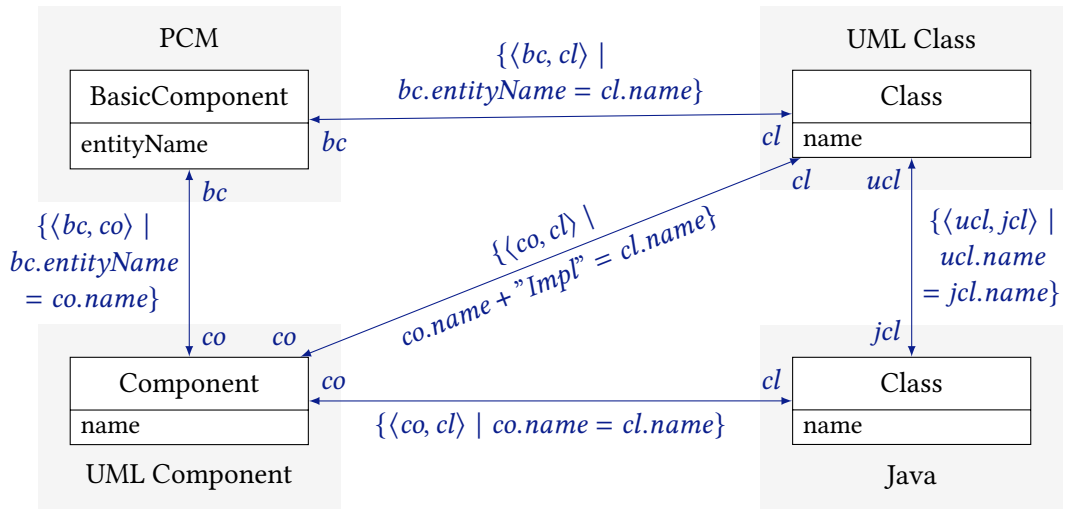 PCM
UML Class
{⟨bc, cl⟩ |
bc.entityName = cl.name}
BasicComponent
entityName
Class
name
bc
cl
bc
cl
ucl
{⟨bc, co⟩ |
bc.entityName
= co.name}
{⟨co, cl⟩ |
co.name + "Impl" = cl.name}
{⟨ucl, jcl⟩ |
ucl.name
= jcl.name}
co
co
jcl
Component
name
co
cl
Class
name
{⟨co, cl⟩ | co.name = cl.name}
UML Component
Java